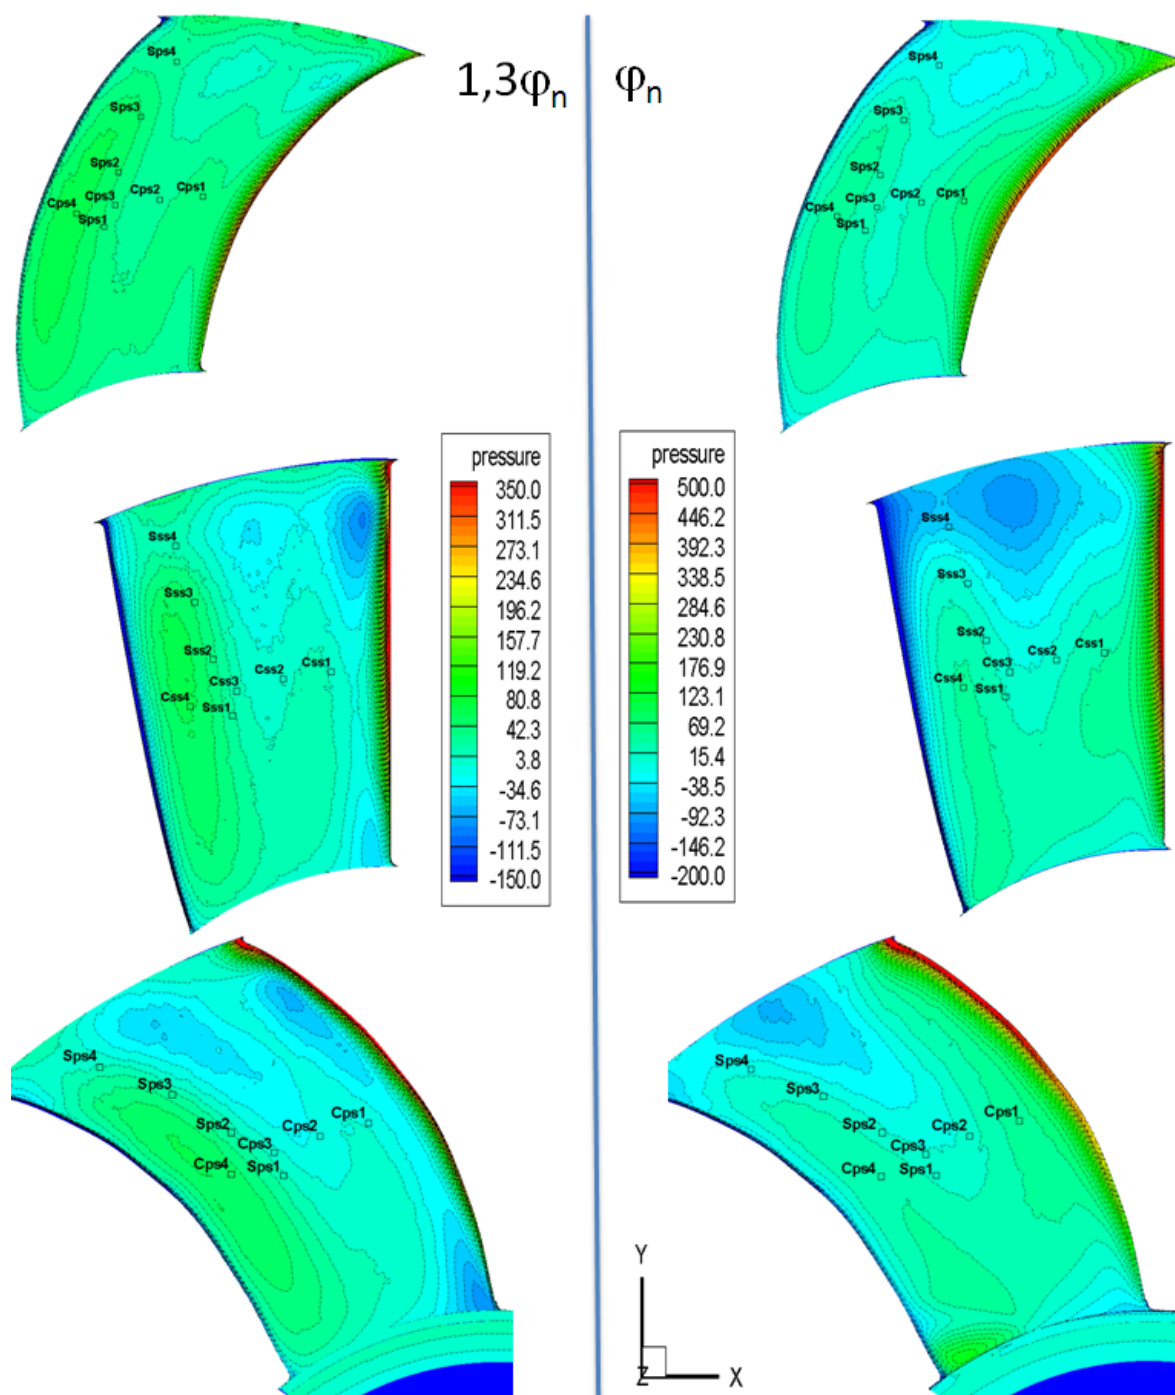 1,3φn
φn
Sps4
Sps3
Sps2
Cps1
Cps2
Cps3
Cps4
Sps1
Sps4
Sps3
Sps2
Cps1
Cps2
Cps3
Cps4
Sps1
pressure
350.0
311.5
273.1
234.6
196.2
157.7
119.2
80.8
42.3
3.8
-34.6
-73.1
-111.5
-150.0
pressure
500.0
446.2
392.3
338.5
284.6
230.8
176.9
123.1
69.2
15.4
-38.5
-92.3
-146.2
-200.0
Sss4
Sss3
Sss2
Css1
Css2
Css3
Css4
Sss1
Sss4
Sss3
Sss2
Css1
Css2
Css3
Css4
Sss1
Sps4
Sps3
Sps2
Cps1
Cps2
Cps3
Cps4
Sps1
Sps4
Sps3
Sps2
Cps1
Cps2
Cps3
Cps4
Sps1
Y
Z
X